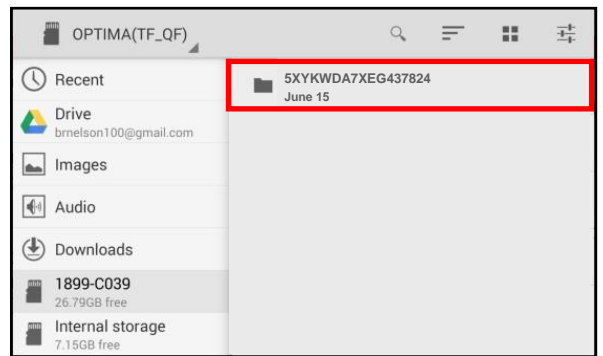 OPTIMA(TF_QF)
Recent
Drive
brnelson100@gmail.com
Images
Audio
Downloads
1899-C039
26.79GB free
Internal storage
7.15GB free
5XYKWDA7XEG437824
June 15